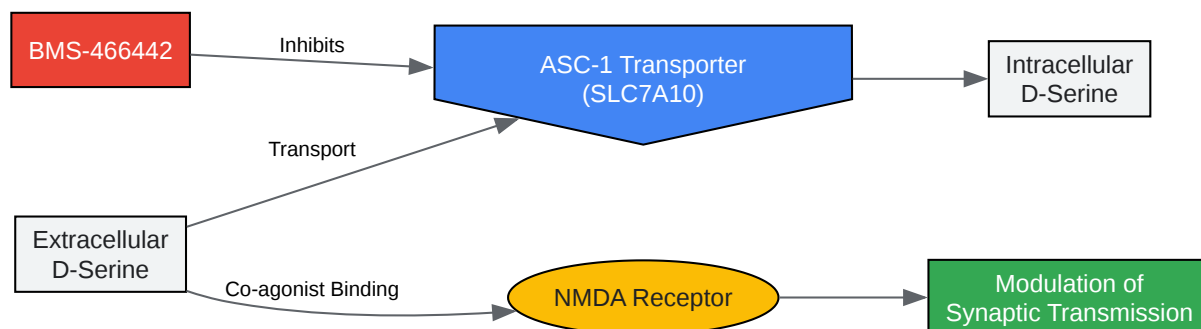 BMS-466442
Inhibits
ASC-1 Transporter
(SLC7A10)
Intracellular
D-Serine
Transport
Extracellular
D-Serine
Co-agonist Binding
NMDA Receptor
Modulation of
Synaptic Transmission